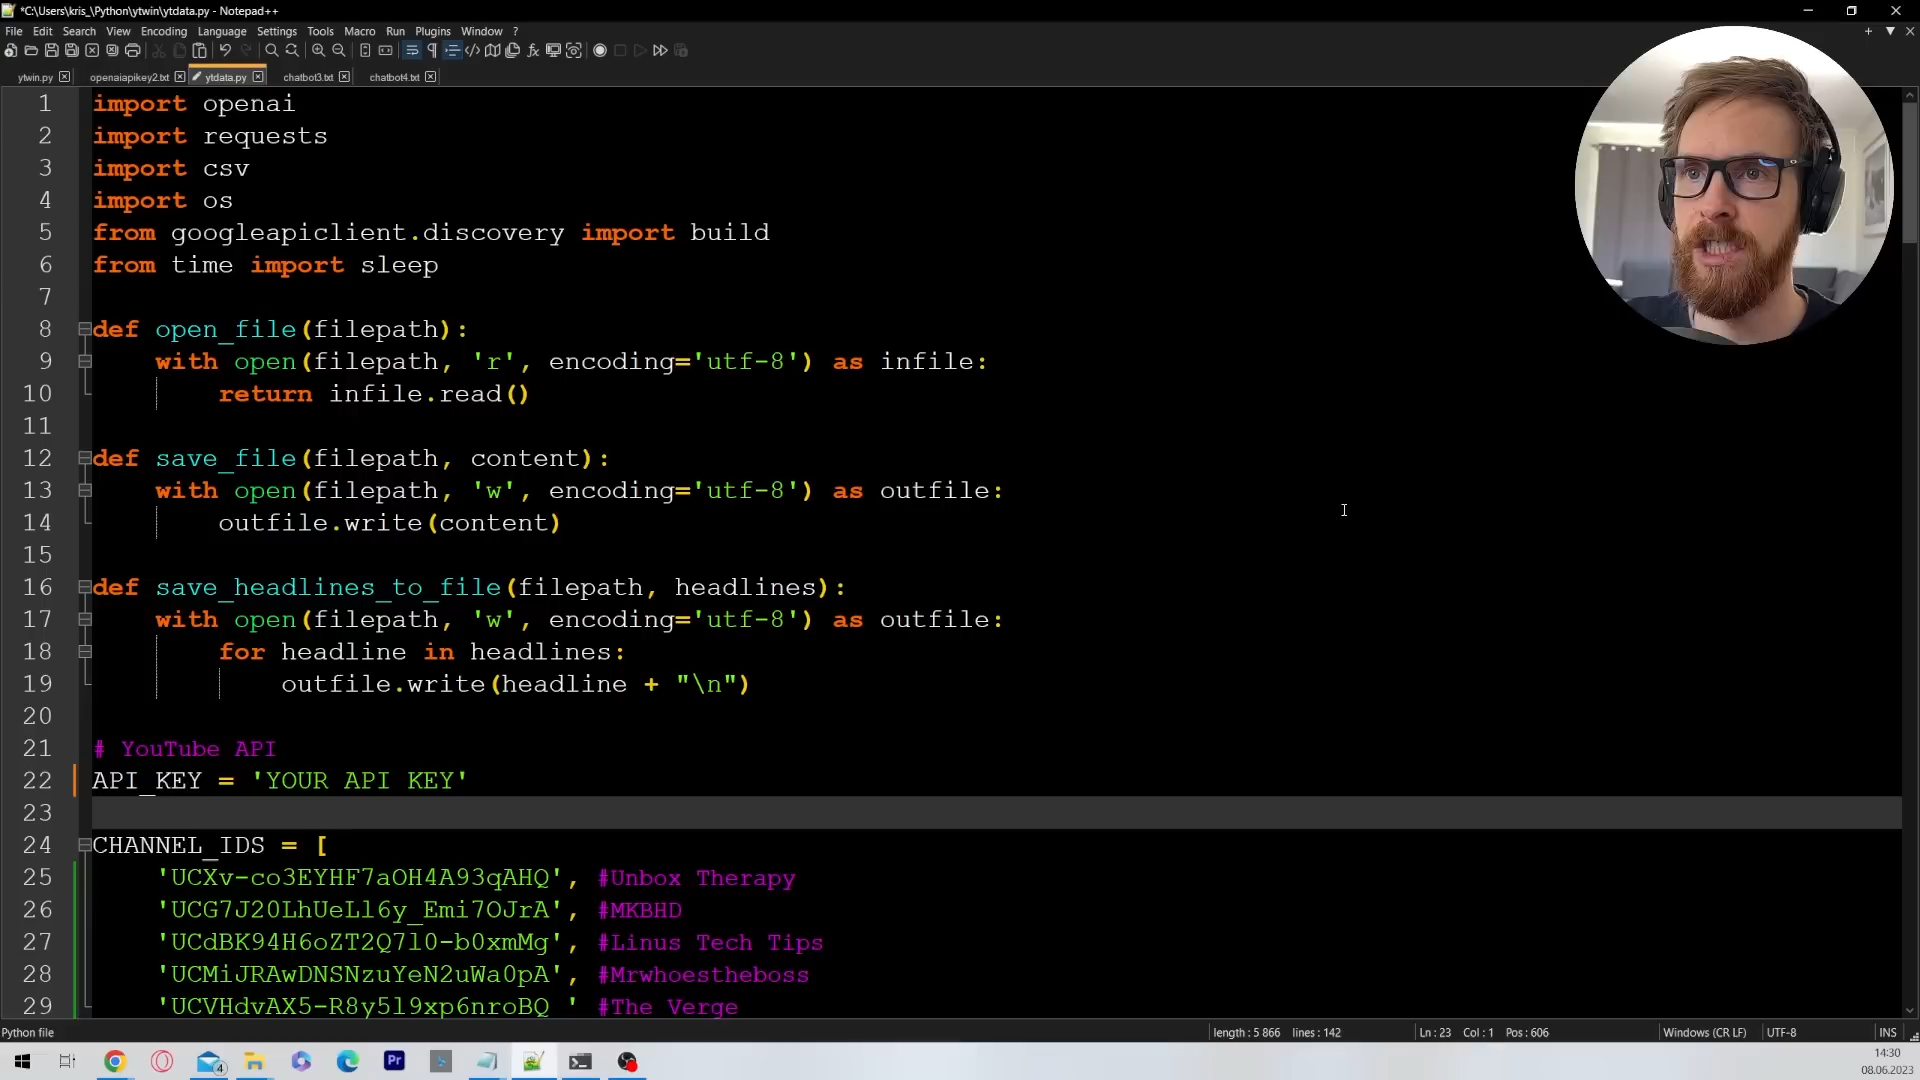 *C:\Users\kris_\Python\ytwin\ytdata.py - Notepad++
File Edit Search View Encoding Language Settings Tools Macro Run Plugins Window ?
ytwin.py openaiapikey2.txt ytdata.py chatbot3.txt chatbot4.txt
1 import openai
2 import requests
3 import csv
4 import os
5 from googleapiclient.discovery import build
6 from time import sleep
7
8 def open_file(filepath):
9 with open(filepath, 'r', encoding='utf-8') as infile:
10 return infile.read()
11
12 def save_file(filepath, content):
13 with open(filepath, 'w', encoding='utf-8') as outfile:
14 outfile.write(content)
15
16 def save_headlines_to_file(filepath, headlines):
17 with open(filepath, 'w', encoding='utf-8') as outfile:
18 for headline in headlines:
19 outfile.write(headline + "\n")
20
21 # YouTube API
22 API_KEY = 'YOUR API KEY'
23
24 CHANNEL_IDS = [
25 'UCXv-co3EYHF7aOH4A93qAHQ', #Unbox Therapy
26 'UCG7J20LhUeLl6y_Emi7OJrA', #MKBHD
27 'UCdBK94H6oZT2Q7l0-b0xmMg', #Linus Tech Tips
28 'UCMiJRAwDNSNzuYeN2uWa0pA', #Mrwhoestheboss
29 'UCVHdvAX5-R8y5l9xp6nroBQ ' #The Verge
Python file length : 5 866 lines : 142 Ln : 23 Col : 1 Pos : 606 Windows (CR LF) UTF-8 INS
4 Pr
14:30
08.06.2023